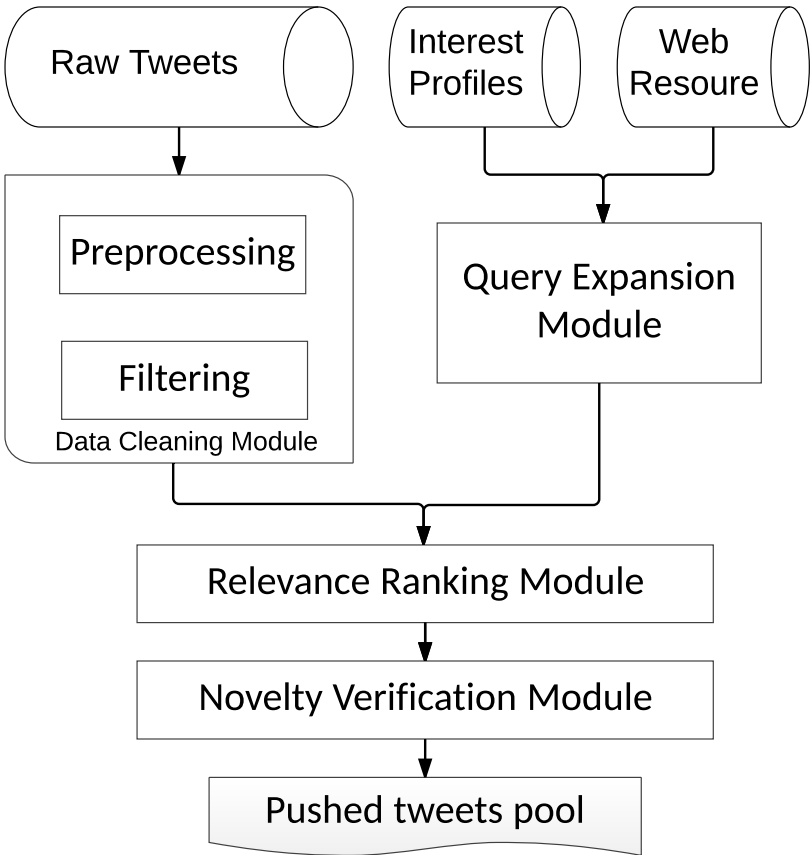 Raw Tweets
Interest
Profiles
Web
Resoure
Preprocessing
Filtering
Data Cleaning Module
Query Expansion
Module
Relevance Ranking Module
Novelty Verification Module
Pushed tweets pool